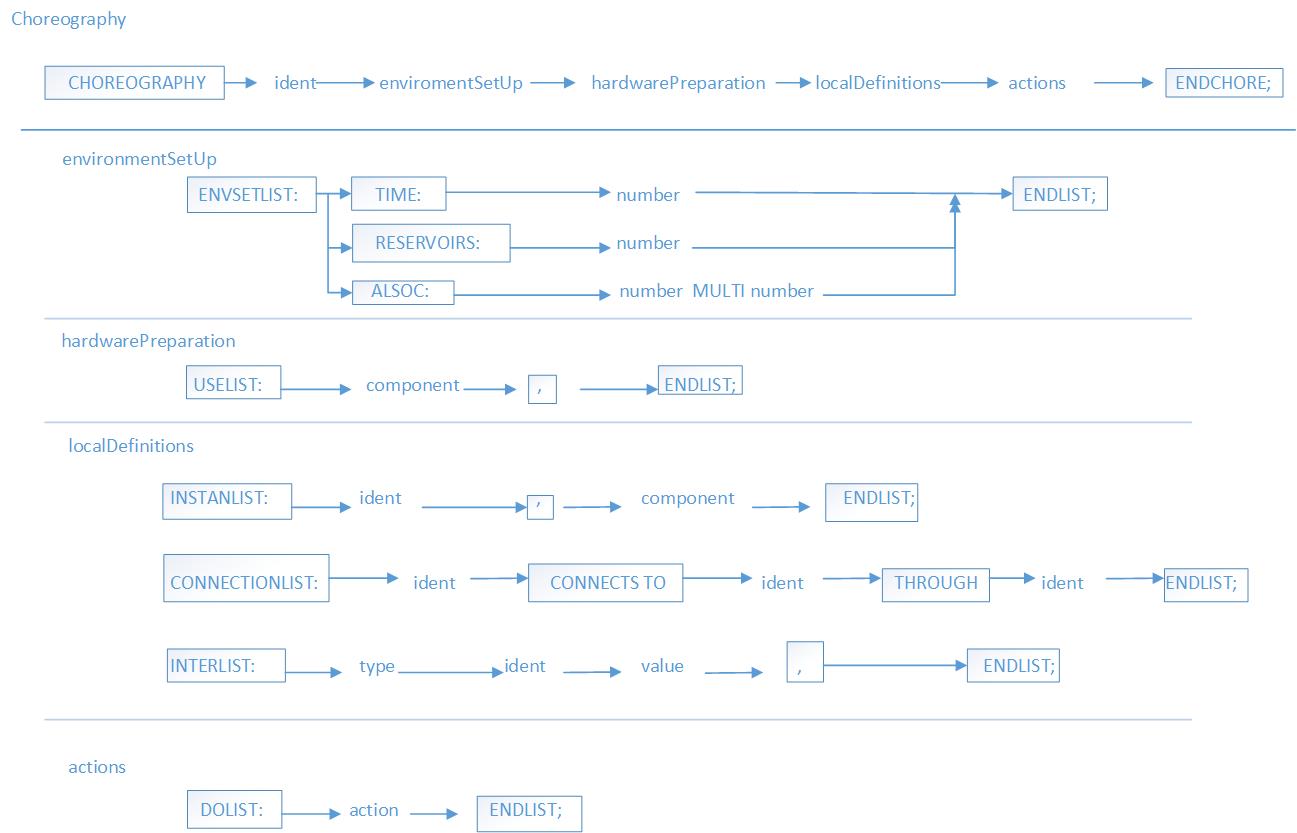 Choreography
CHOREOGRAPHY ident enviromentSetUp hardwarePreparation localDefinitions actions ENDCHORE;
environmentSetUp
ENVSETLIST: TIME: number ENDLIST;
RESERVOIRS: number
ALSOC: number MULTI number
hardwarePreparation
USELIST: component , ENDLIST;
localDefinitions
INSTANLIST: ident , component ENDLIST;
CONNECTIONLIST: ident CONNECTS TO ident THROUGH ident ENDLIST;
INTERLIST: type ident value , ENDLIST;
actions
DOLIST: action ENDLIST;